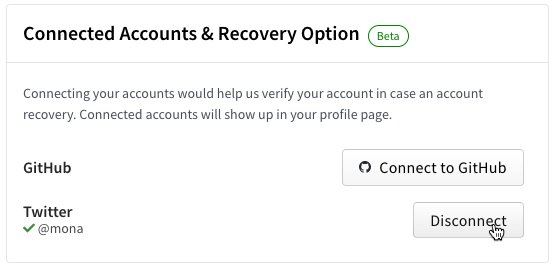 Connected Accounts & Recovery Option Beta
Connecting your accounts would help us verify your account in case an account
recovery. Connected accounts will show up in your profile page.
GitHub Connect to GitHub
Twitter
@mona
Disconnect